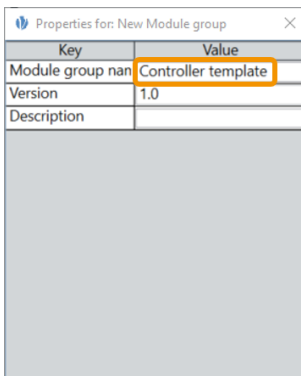 Properties for: New Module group
Key Value
Module group nan Controller template
Version 1.0
Description